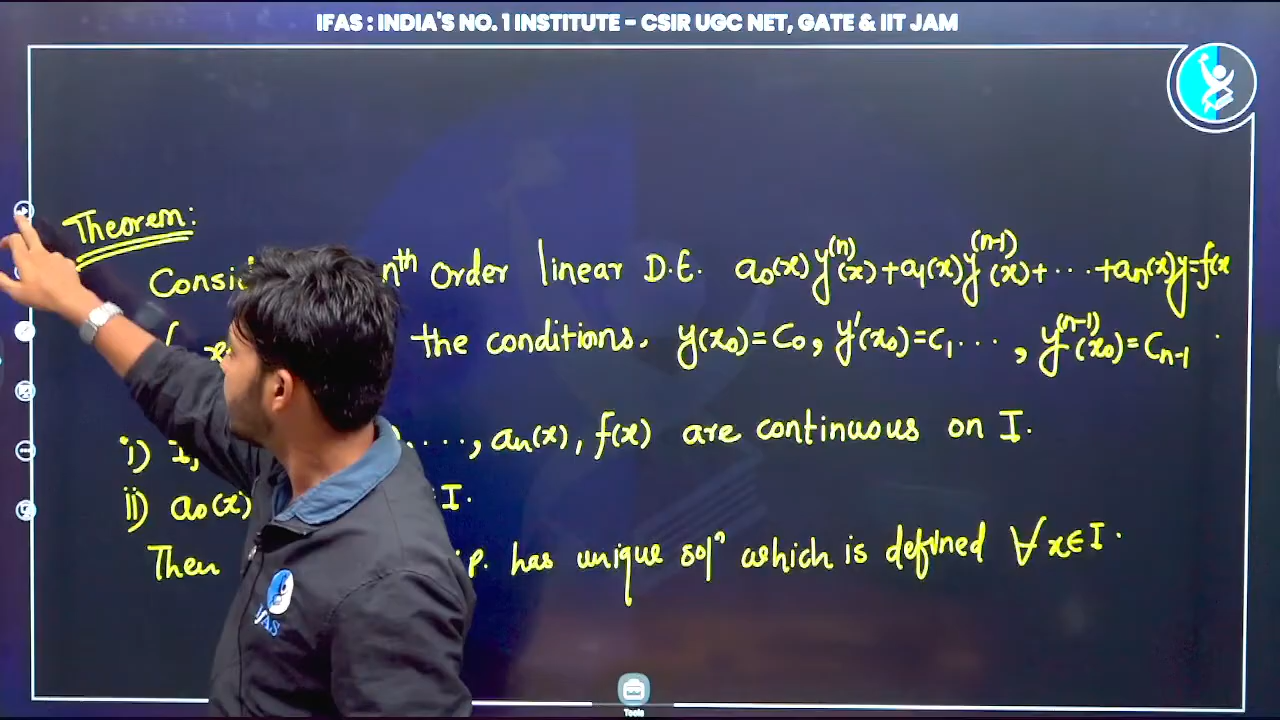 IFAS : INDIA'S NO. 1 INSTITUTE - CSIR UGC NET, GATE & IIT JAM
Theorem:
nth order linear D.E. a₀(x)y⁽ⁿ⁾(x)+a₁(x)y⁽ⁿ⁻¹⁾(x)+...+aₙ(x)y=f(x
the conditions. y(x₀)=C₀, y'(x₀)=C₁ ..., y⁽ⁿ⁻¹⁾(x₀)=Cₙ₋₁ .
i) ..., aₙ(x), f(x) are continuous on I.
ii) a₀(x) I.
Then has unique solⁿ which is defined ∀ x∈I.
IFAS
Tools